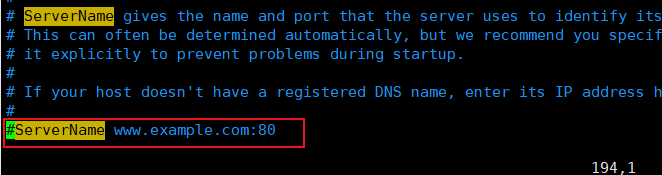 #
# ServerName gives the name and port that the server uses to identify its
# This can often be determined automatically, but we recommend you specif
# it explicitly to prevent problems during startup.
#
# If your host doesn't have a registered DNS name, enter its IP address h
#
#ServerName www.example.com:80
194,1